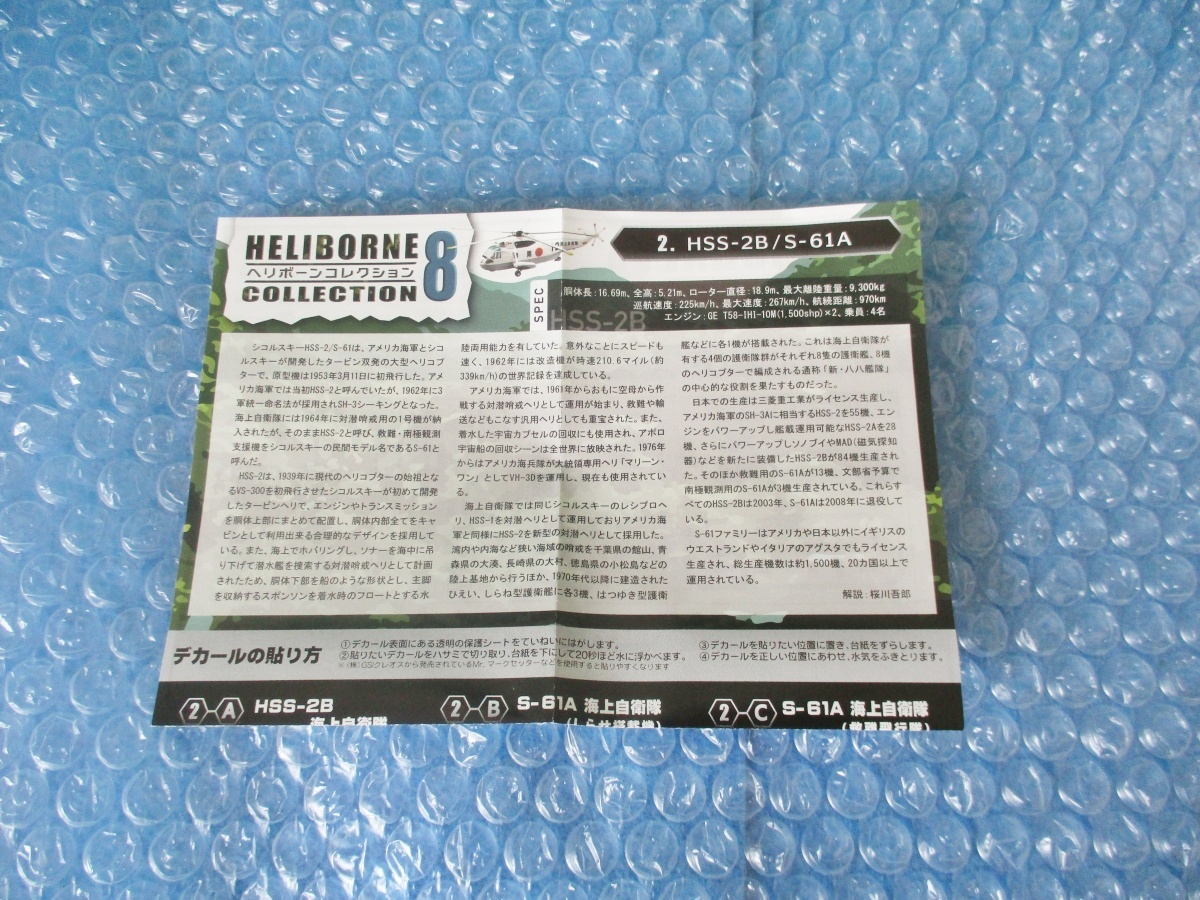 HELIBORNE
ヘリボーンコレクション
COLLECTION 8
2. HSS-2B/S-61A
SPEC
HSS-2B
胴体長:16.69m、全高:5.21m、ローター直径:18.9m、最大離陸重量:9,300kg
巡航速度:225km/h、最大速度:267km/h、航続距離:970km
エンジン:GE T58-IHI-10M(1,500shp)×2、乗員:4名
シコルスキーHSS-2/S-61は、アメリカ海軍とシコ
ルスキーが開発したタービン双発の大型ヘリコプ
ターで、原型機は1953年3月11日に初飛行した。アメ
リカ海軍では当初HSS-2と呼んでいたが、1962年に3
軍統一命名法が採用されSH-3シーキングとなった。
海上自衛隊には1964年に対潜哨戒用の1号機が納
入されたが、そのままHSS-2と呼び、救難・南極観測
支援機をシコルスキーの民間モデル名であるS-61と
呼んだ。
HSS-2は、1939年に現代のヘリコプターの始祖とな
るVS-300を初飛行させたシコルスキーが初めて開発
したタービンヘリで、エンジンやトランスミッション
を胴体上部にまとめて配置し、胴体内部全てをキャ
ビンとして利用出来る合理的なデザインを採用して
いる。また、海上でホバリングし、ソナーを海中に吊
り下げて潜水艦を捜索する対潜哨戒ヘリとして計画
されたため、胴体下部を船のような形状とし、主脚
を収納するスポンソンを着水時のフロートとする水
陸両用能力を有していた。意外なことにスピードも
速く、1962年には改造機が時速210.6マイル(約
339km/h)の世界記録を達成している。
アメリカ海軍では、1961年からおもに空母から作
戦する対潜哨戒ヘリとして運用が始まり、救難や輸
送などもこなす汎用ヘリとしても重宝された。また、
着水した宇宙カプセルの回収にも使用され、アポロ
宇宙船の回収シーンは全世界に放映された。1976年
からはアメリカ海兵隊が大統領専用ヘリ「マリーン・
ワン」としてVH-3Dを運用し、現在も使用されてい
る。
海上自衛隊では同じシコルスキーのレシプロヘ
リ、HSS-1を対潜ヘリとして運用しておりアメリカ海
軍と同様にHSS-2を新型の対潜ヘリとして採用した。
湾内や内海など狭い海域の哨戒を千葉県の館山、青
森県の大湊、長崎県の大村、徳島県の小松島などの
陸上基地から行うほか、1970年代以降に建造された
ひえい、しらね型護衛艦に各3機、はつゆき型護衛
艦などに各1機が搭載された。これは海上自衛隊が
有する4個の護衛隊群がそれぞれ8隻の護衛艦、8機
のヘリコプターで編成される通称「新・八八艦隊」
の中心的な役割を果たすものだった。
日本での生産は三菱重工業がライセンス生産し、
アメリカ海軍のSH-3Aに相当するHSS-2を55機、エン
ジンをパワーアップし艦載運用可能なHSS-2Aを28
機、さらにパワーアップしソノブイやMAD(磁気探知
器)などを新たに装備したHSS-2Bが84機生産され
た。そのほか救難用のS-61Aが13機、文部省予算で
南極観測用のS-61Aが3機生産されている。これらす
べてのHSS-2Bは2003年、S-61Aは2008年に退役して
いる。
S-61ファミリーはアメリカや日本以外にイギリスの
ウエストランドやイタリアのアグスタでもライセンス
生産され、総生産機数は約1,500機、20カ国以上で
運用されている。
解説:桜川吾郎
デカールの貼り方
①デカール表面にある透明の保護シートをていねいにはがします。
②貼りたいデカールをハサミで切り取り、台紙を下にして20秒ほど水に浮かべます。
※(株)GSIクレオスから発売されているMr.マークセッターなどを使用すると貼りやすくなります
③デカールを貼りたい位置に置き、台紙をずらします。
④デカールを正しい位置にあわせ、水気をふきとります。
2-A HSS-2B
海上自衛隊
2-B S-61A 海上自衛隊
(しらせ搭載機)
2-C S-61A 海上自衛隊
(救難飛行隊)